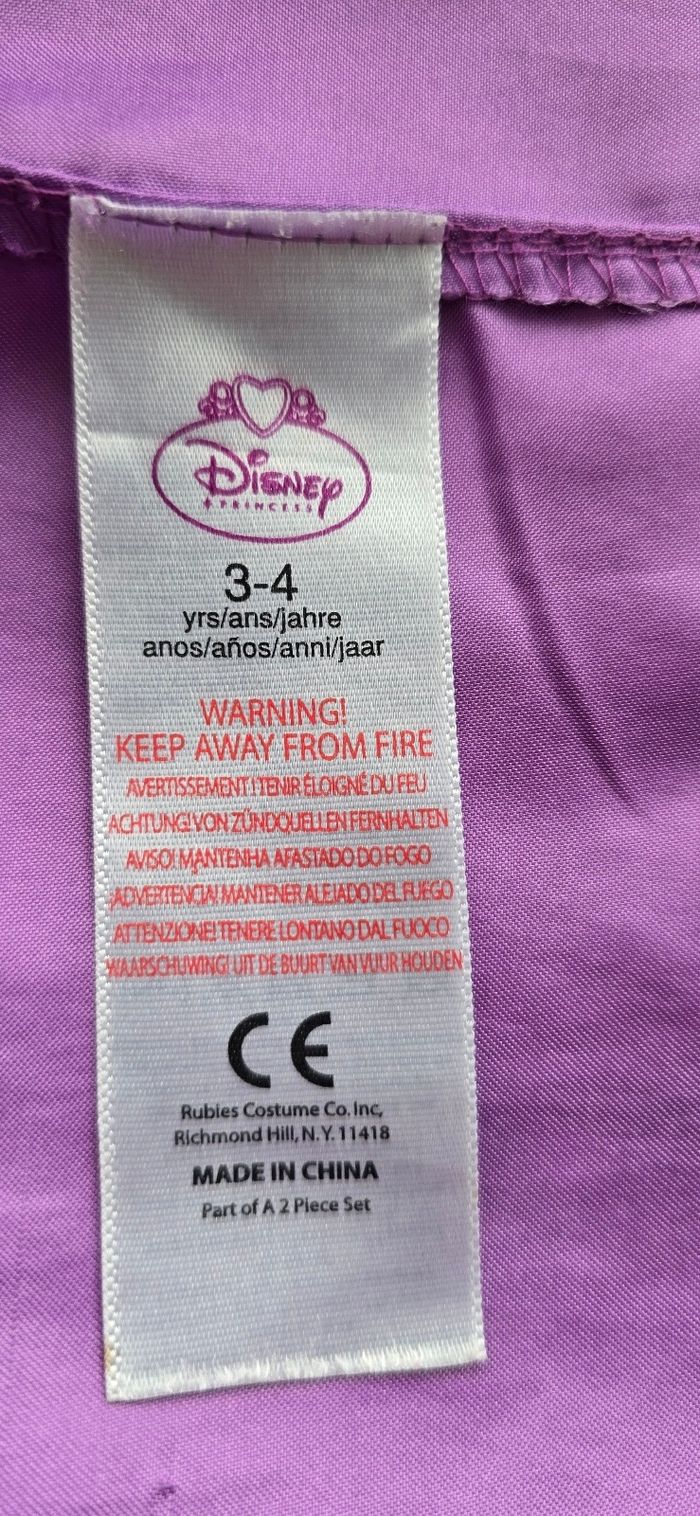 Disney
PRINCESS
3-4
yrs/ans/jahre
anos/años/anni/jaar
WARNING!
KEEP AWAY FROM FIRE
AVERTISSEMENT! TENIR ÉLOIGNÉ DU FEU
ACHTUNG! VON ZÜNDQUELLEN FERNHALTEN
AVISO! MANTENHA AFASTADO DO FOGO
¡ADVERTENCIA! MANTENER ALEJADO DEL FUEGO
ATTENZIONE! TENERE LONTANO DAL FUOCO
WAARSCHUWING! UIT DE BUURT VAN VUUR HOUDEN
CE
Rubies Costume Co. Inc,
Richmond Hill, N.Y. 11418
MADE IN CHINA
Part of A 2 Piece Set